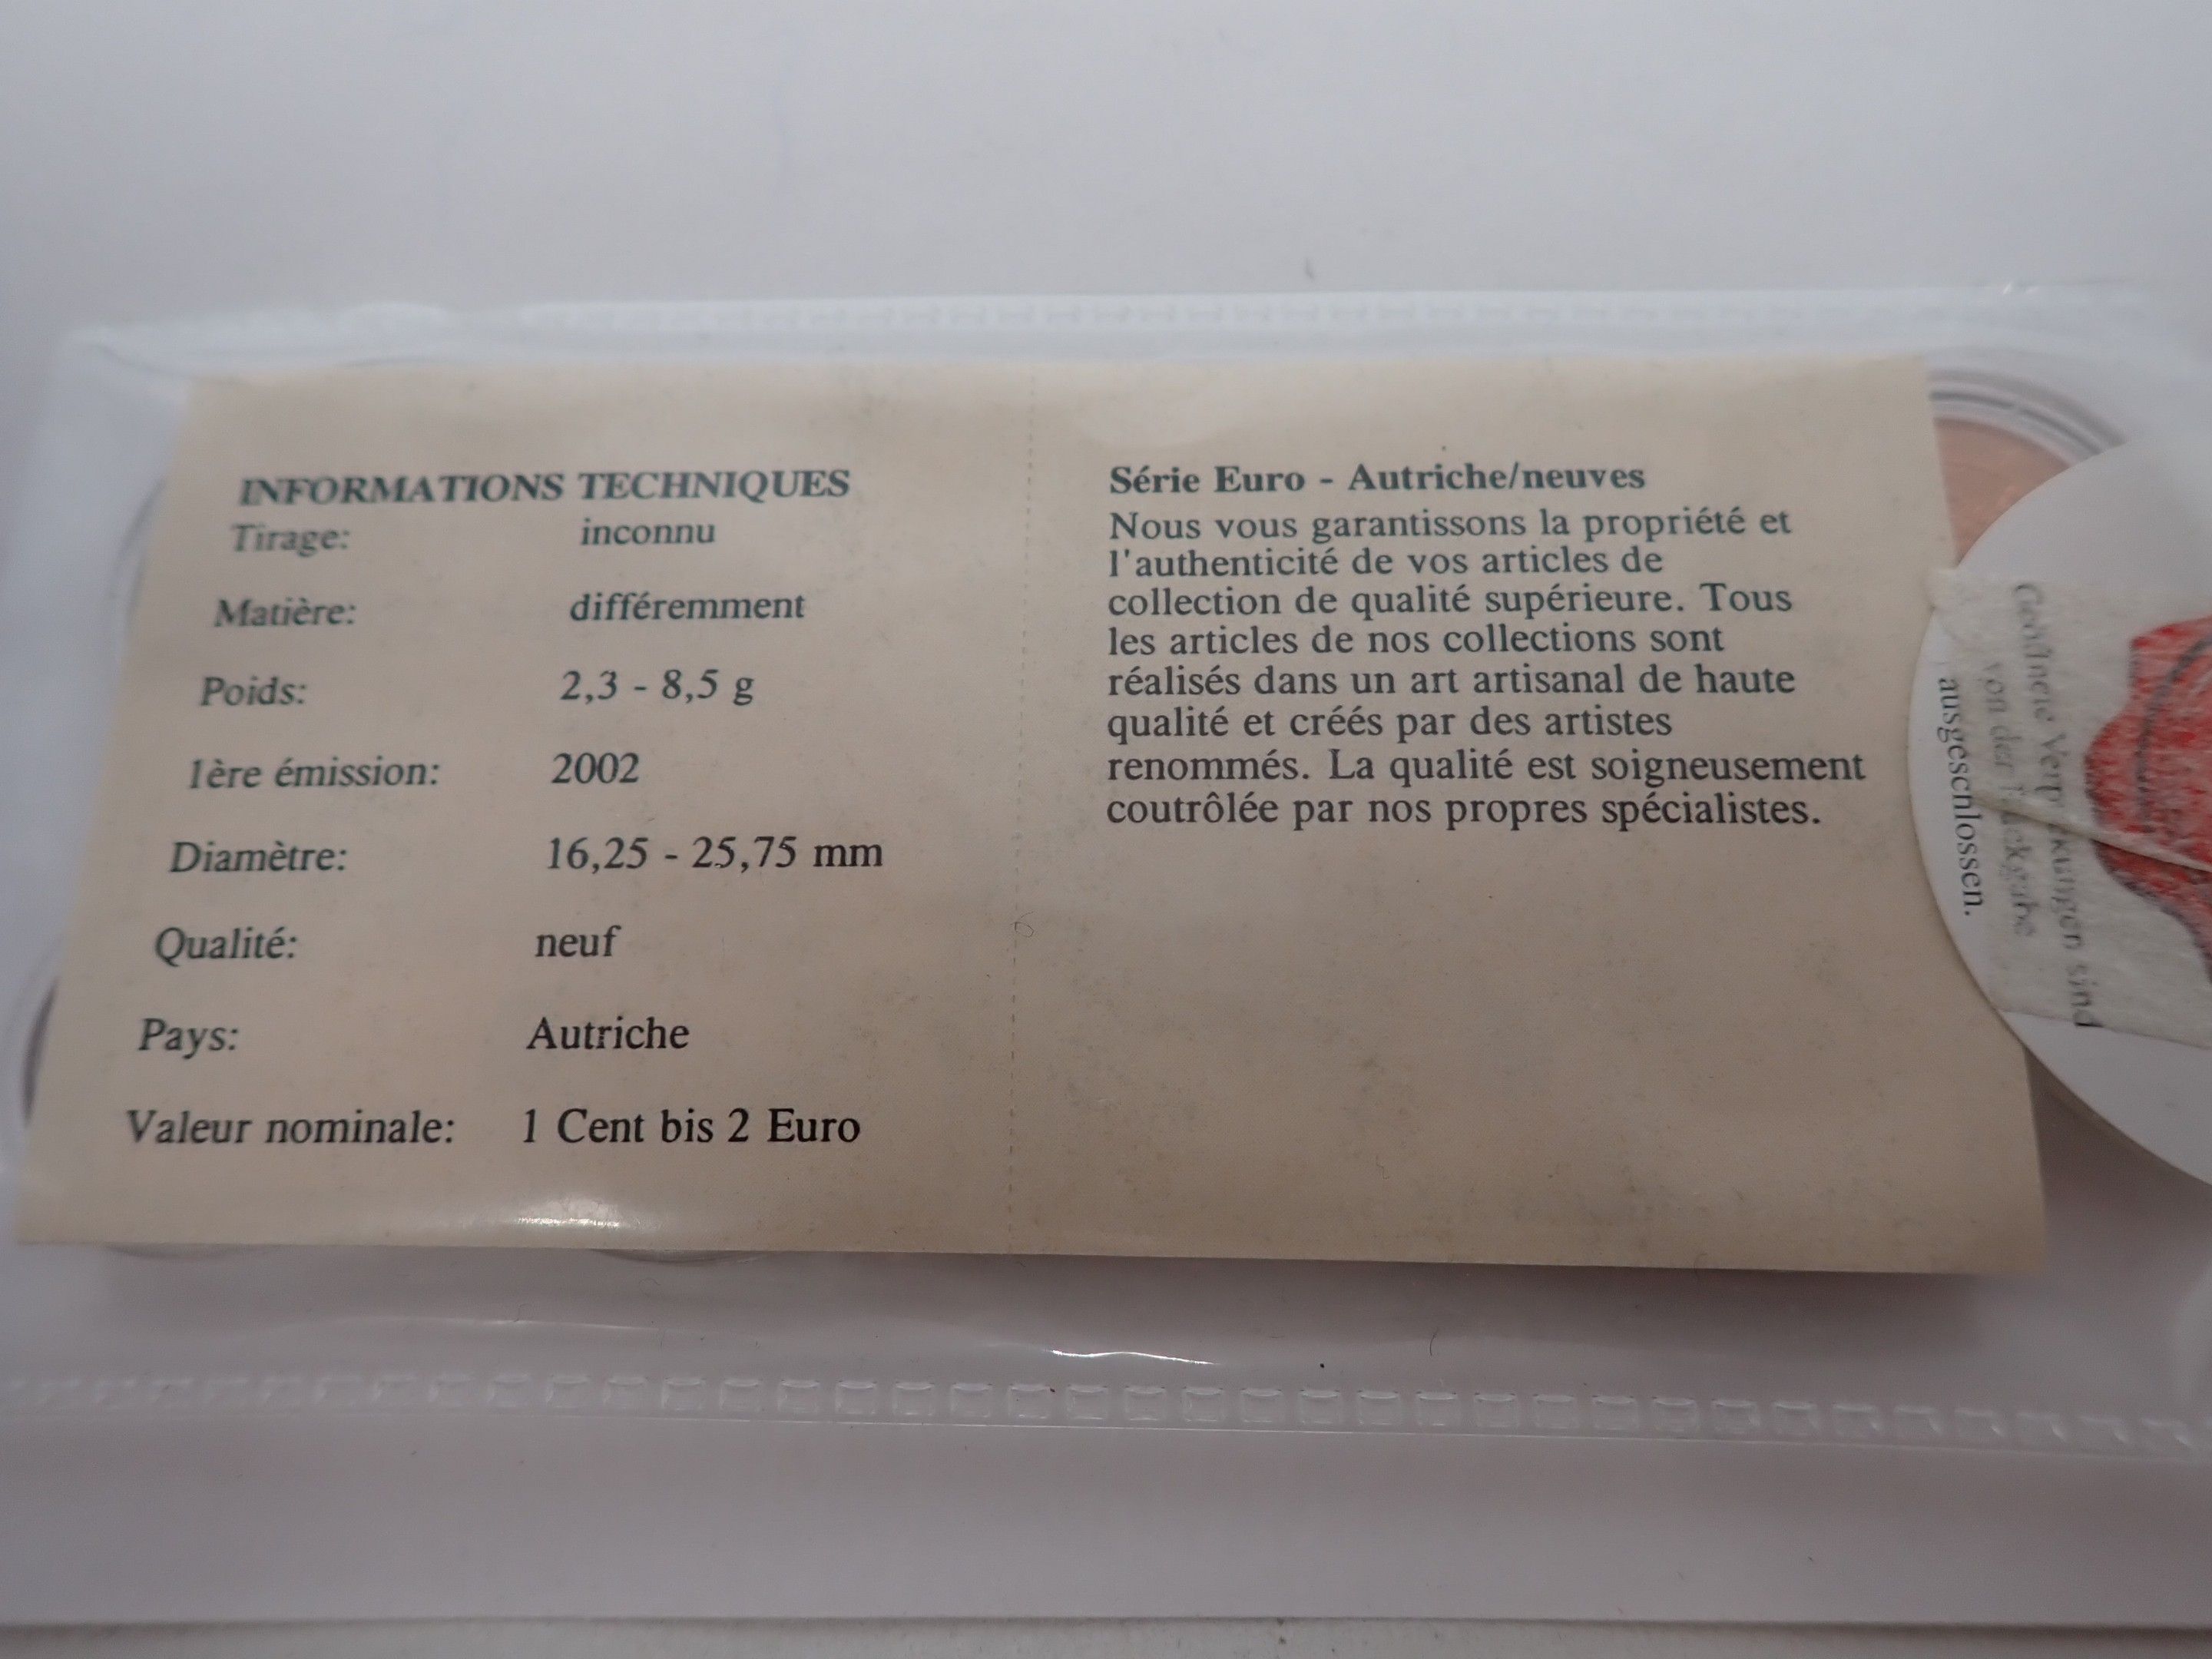 INFORMATIONS TECHNIQUES
Tirage: inconnu
Matière: différemment
Poids: 2,3 - 8,5 g
1ère émission: 2002
Diamètre: 16,25 - 25,75 mm
Qualité: neuf
Pays: Autriche
Valeur nominale: 1 Cent bis 2 Euro
Série Euro - Autriche/neuves
Nous vous garantissons la propriété et
l'authenticité de vos articles de
collection de qualité supérieure. Tous
les articles de nos collections sont
réalisés dans un art artisanal de haute
qualité et créés par des artistes
renommés. La qualité est soigneusement
coutrôlée par nos propres spécialistes.
sind
von der
ausgeschlossen.